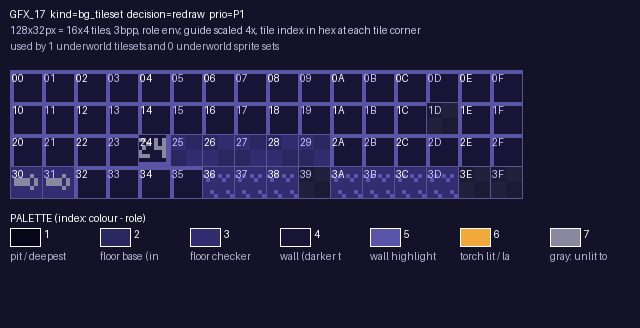 GFX_17 kind=bg_tileset decision=redraw prio=P1
128x32px = 16x4 tiles, 3bpp, role env; guide scaled 4x, tile index in hex at each tile corner
used by 1 underworld tilesets and 0 underworld sprite sets
00 01 02 03 04 05 06 07 08 09 0A 0B 0C 0D 0E 0F
10 11 12 13 14 15 16 17 18 19 1A 1B 1C 1D 1E 1F
20 21 22 23 24 25 26 27 28 29 2A 2B 2C 2D 2E 2F
30 31 32 33 34 35 36 37 38 39 3A 3B 3C 3D 3E 3F
PALETTE (index: colour - role)
1 2 3 4 5 6 7
pit / deepest floor base (in floor checker wall (darker t wall highlight torch lit / la gray: unlit to